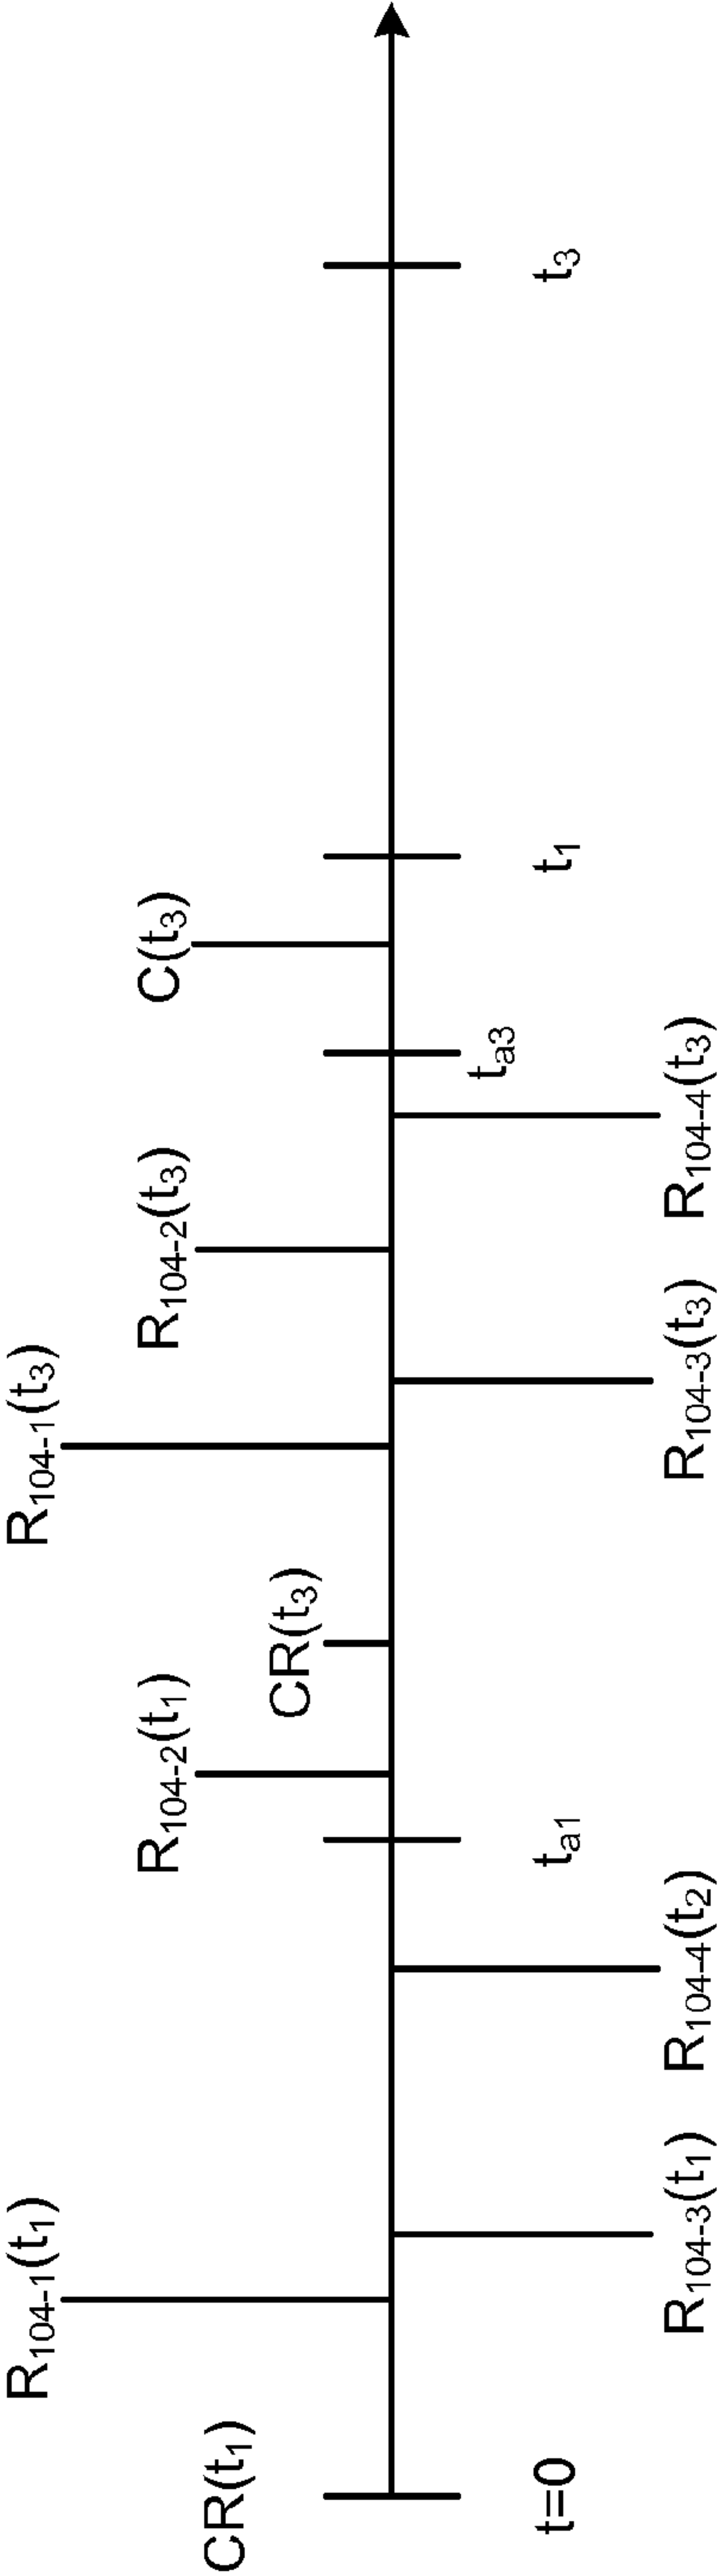 R₁₀₄₋₁(t₁)
R₁₀₄₋₁(t₃)
R₁₀₄₋₂(t₁)
R₁₀₄₋₂(t₃)
C(t₃)
CR(t₁)
CR(t₃)
tₐ₃
t=0
tₐ₁
t₁
t₃
R₁₀₄₋₃(t₁)
R₁₀₄₋₄(t₂)
R₁₀₄₋₃(t₃)
R₁₀₄₋₄(t₃)